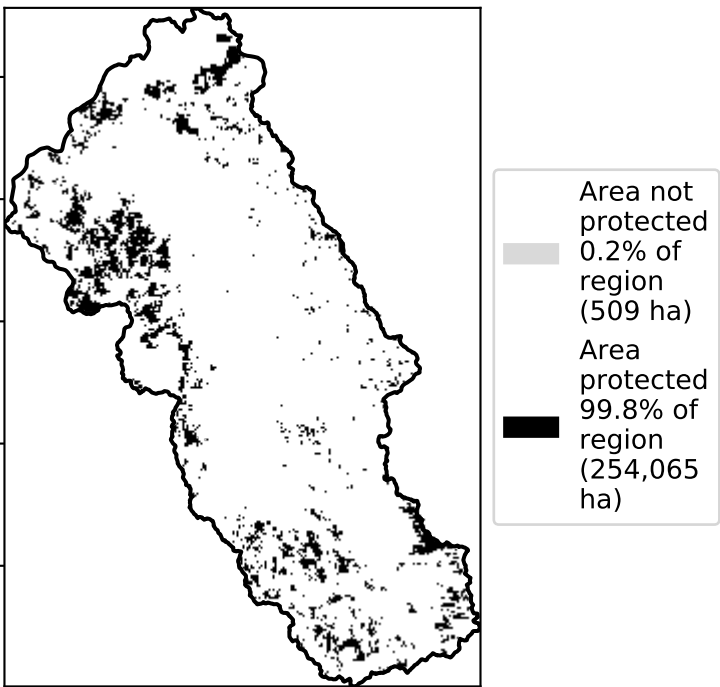 Area not
protected
0.2% of
region
(509 ha)
Area
protected
99.8% of
region
(254,065
ha)